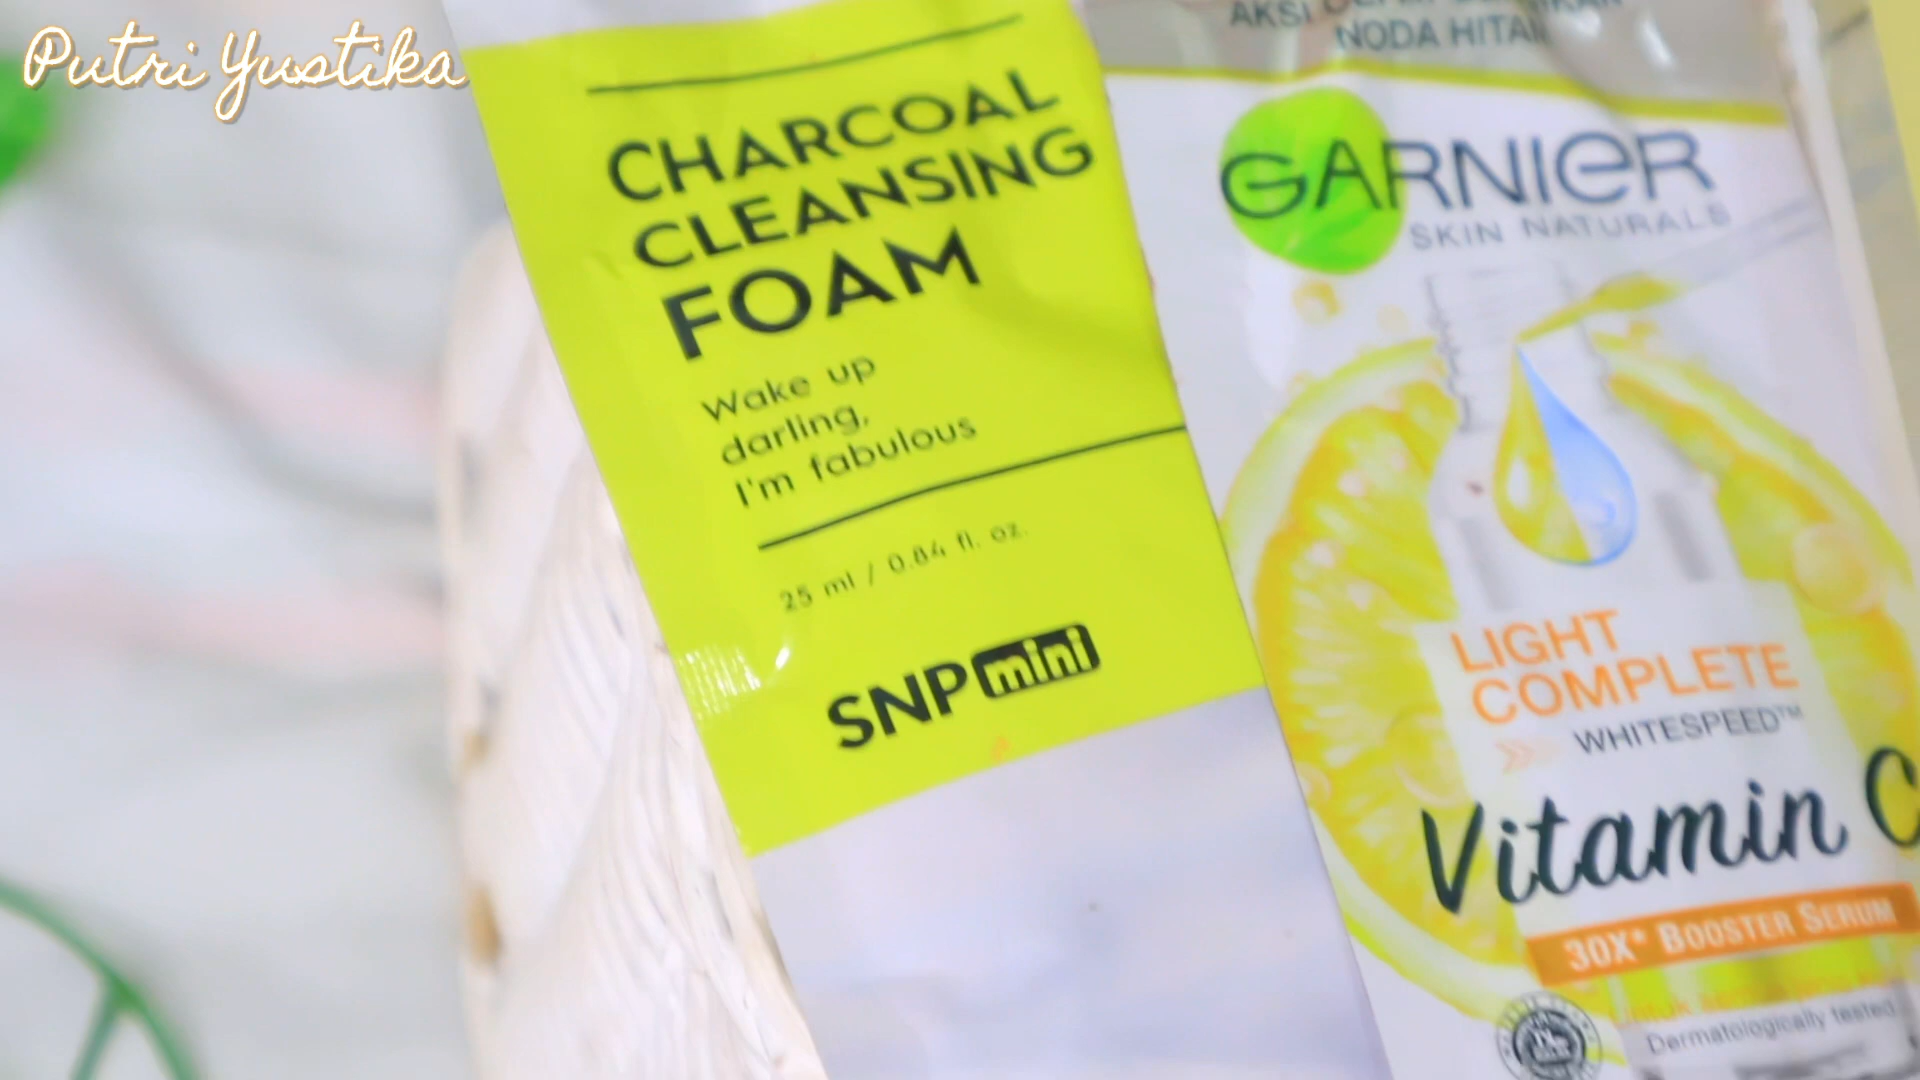 Putri Yustika
CHARCOAL
CLEANSING
FOAM
Wake up
darling,
I'm fabulous
25 ml / 0.84 fl. oz.
SNP mini
AKSI
NODA HITAM
GARNIER
SKIN NATURALS
LIGHT
COMPLETE
WHITESPEED™
Vitamin C
30X* BOOSTER SERUM
Dermatologically tested